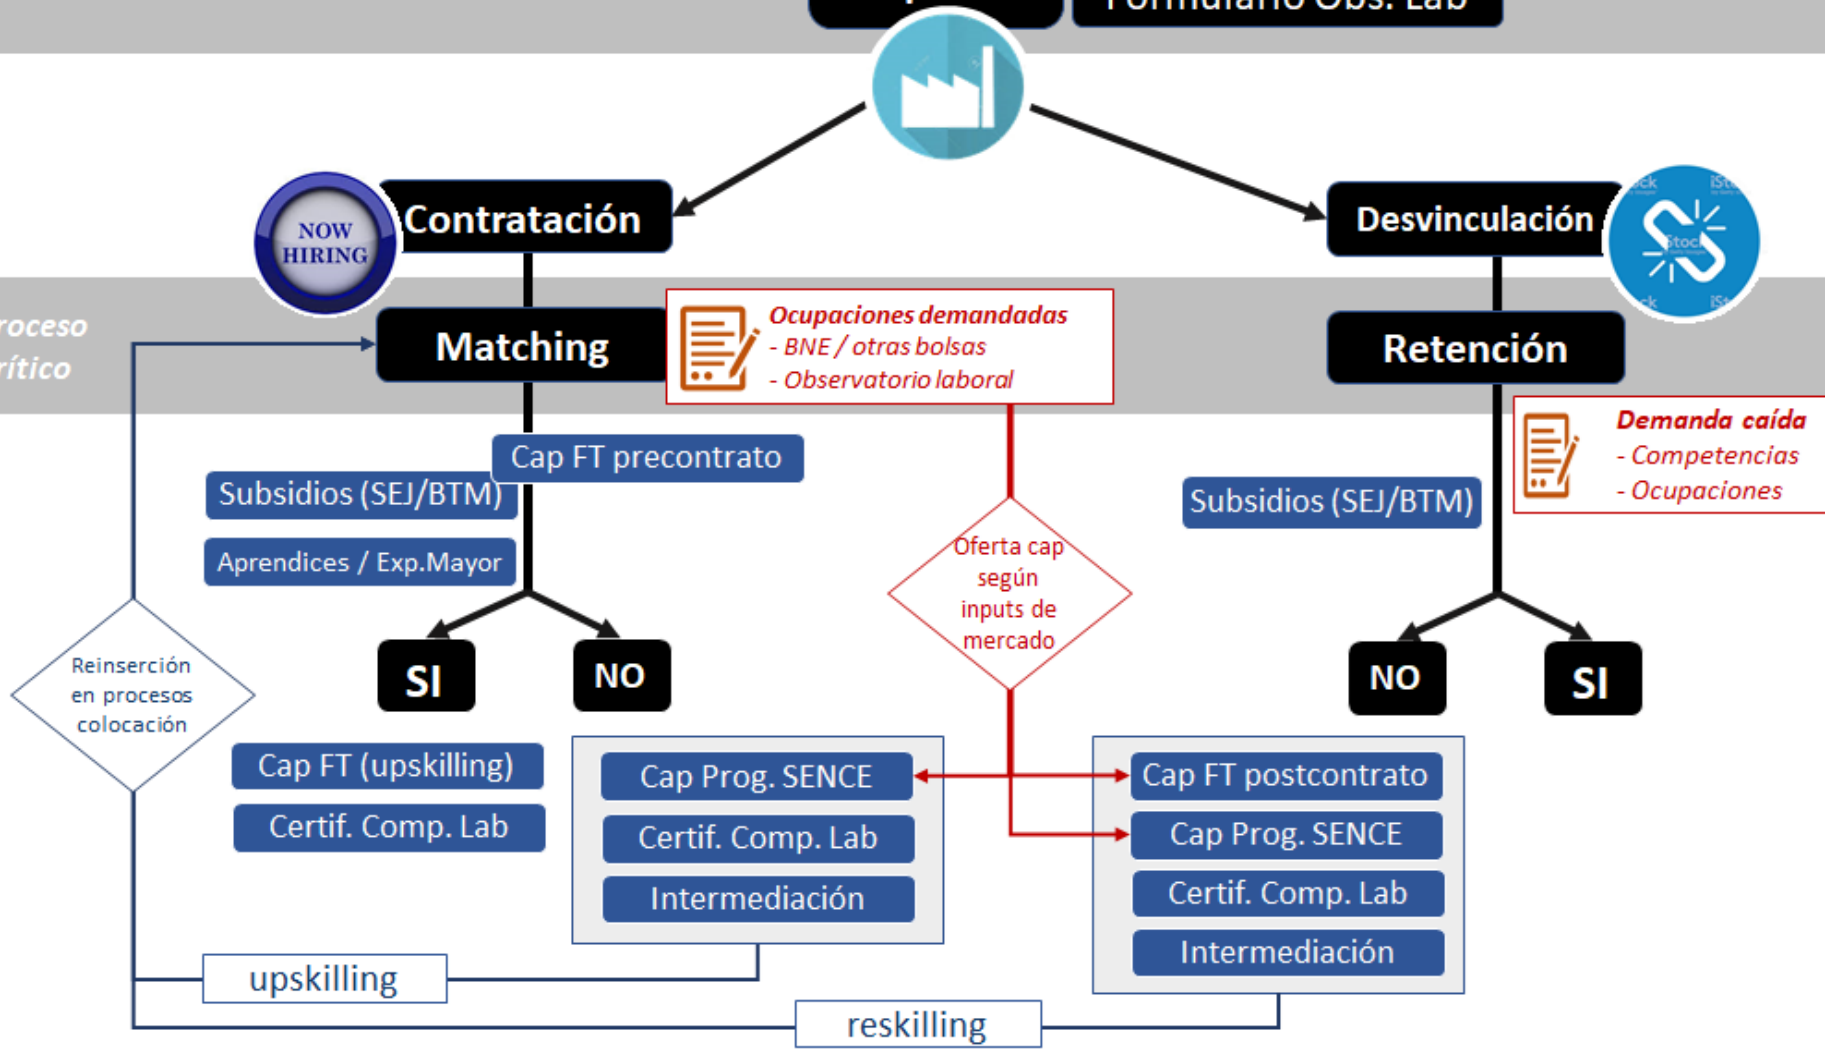 Formulario Obs. Lab
NOW
HIRING
Contratación
Desvinculación
Matching
Ocupaciones demandadas
- BNE / otras bolsas
- Observatorio laboral
Retención
Demanda caída
- Competencias
- Ocupaciones
Cap FT precontrato
Subsidios (SEJ/BTM)
Aprendices / Exp.Mayor
Subsidios (SEJ/BTM)
Oferta cap
según
inputs de
mercado
Reinserción
en procesos
colocación
SI
NO
NO
SI
Cap FT (upskilling)
Certif. Comp. Lab
Cap Prog. SENCE
Certif. Comp. Lab
Intermediación
Cap FT postcontrato
Cap Prog. SENCE
Certif. Comp. Lab
Intermediación
upskilling
reskilling